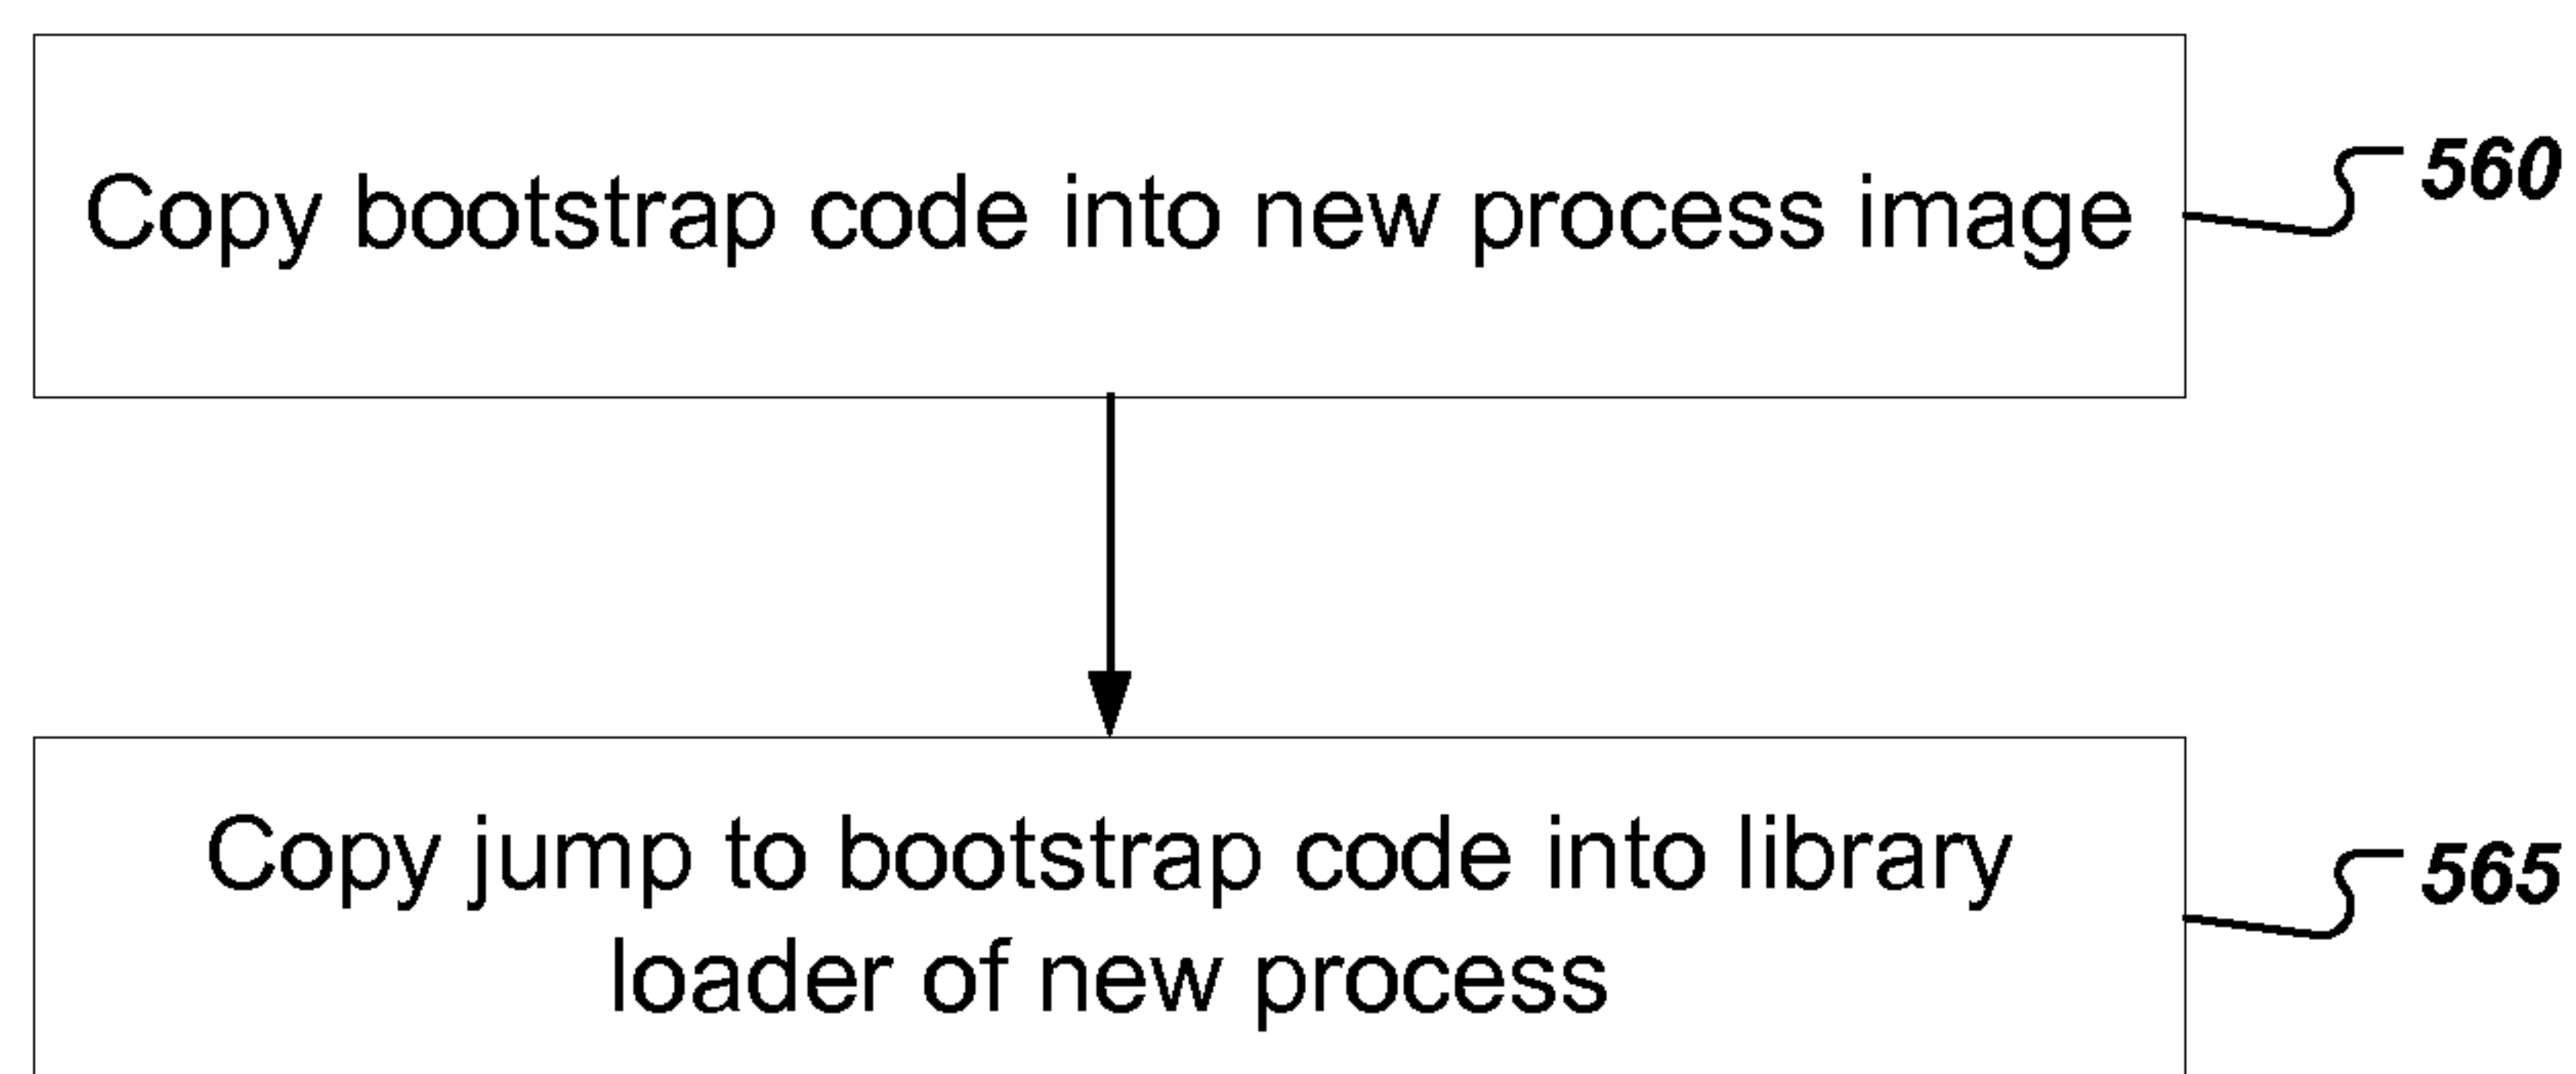 Copy bootstrap code into new process image
560
Copy jump to bootstrap code into library
loader of new process
565